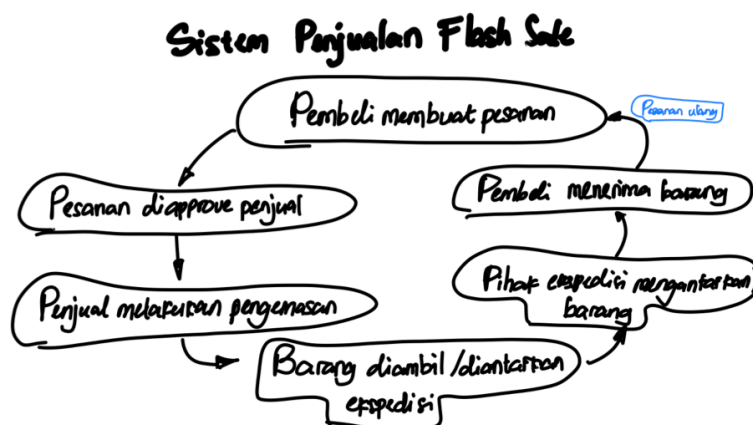 Sistem Penjualan Flash Sale
Pembeli membuat pesanan
Pesanan ulang
Pesanan diapprove penjual
Pembeli menerima barang
Penjual melakukan pengemasan
Pihak ekspedisi mengantarkan
barang
Barang diambil/diantarkan
ekspedisi